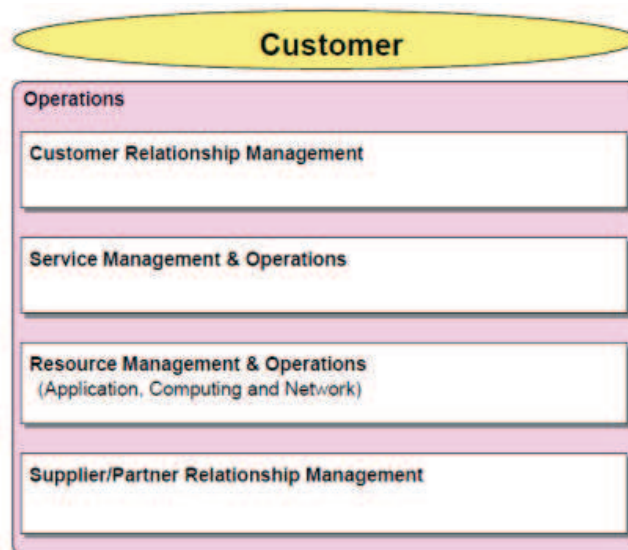 Customer
Operations
Customer Relationship Management
Service Management & Operations
Resource Management & Operations
(Application, Computing and Network)
Supplier/Partner Relationship Management